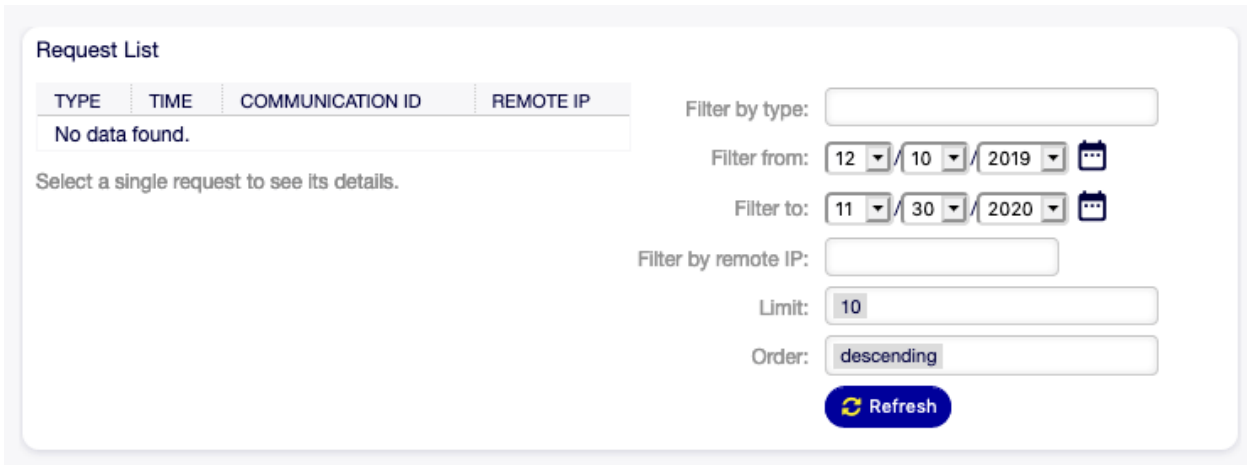 Request List
TYPE TIME COMMUNICATION ID REMOTE IP
No data found.
Select a single request to see its details.
Filter by type:
Filter from: 12 / 10 / 2019
Filter to: 11 / 30 / 2020
Filter by remote IP:
Limit: 10
Order: descending
Refresh